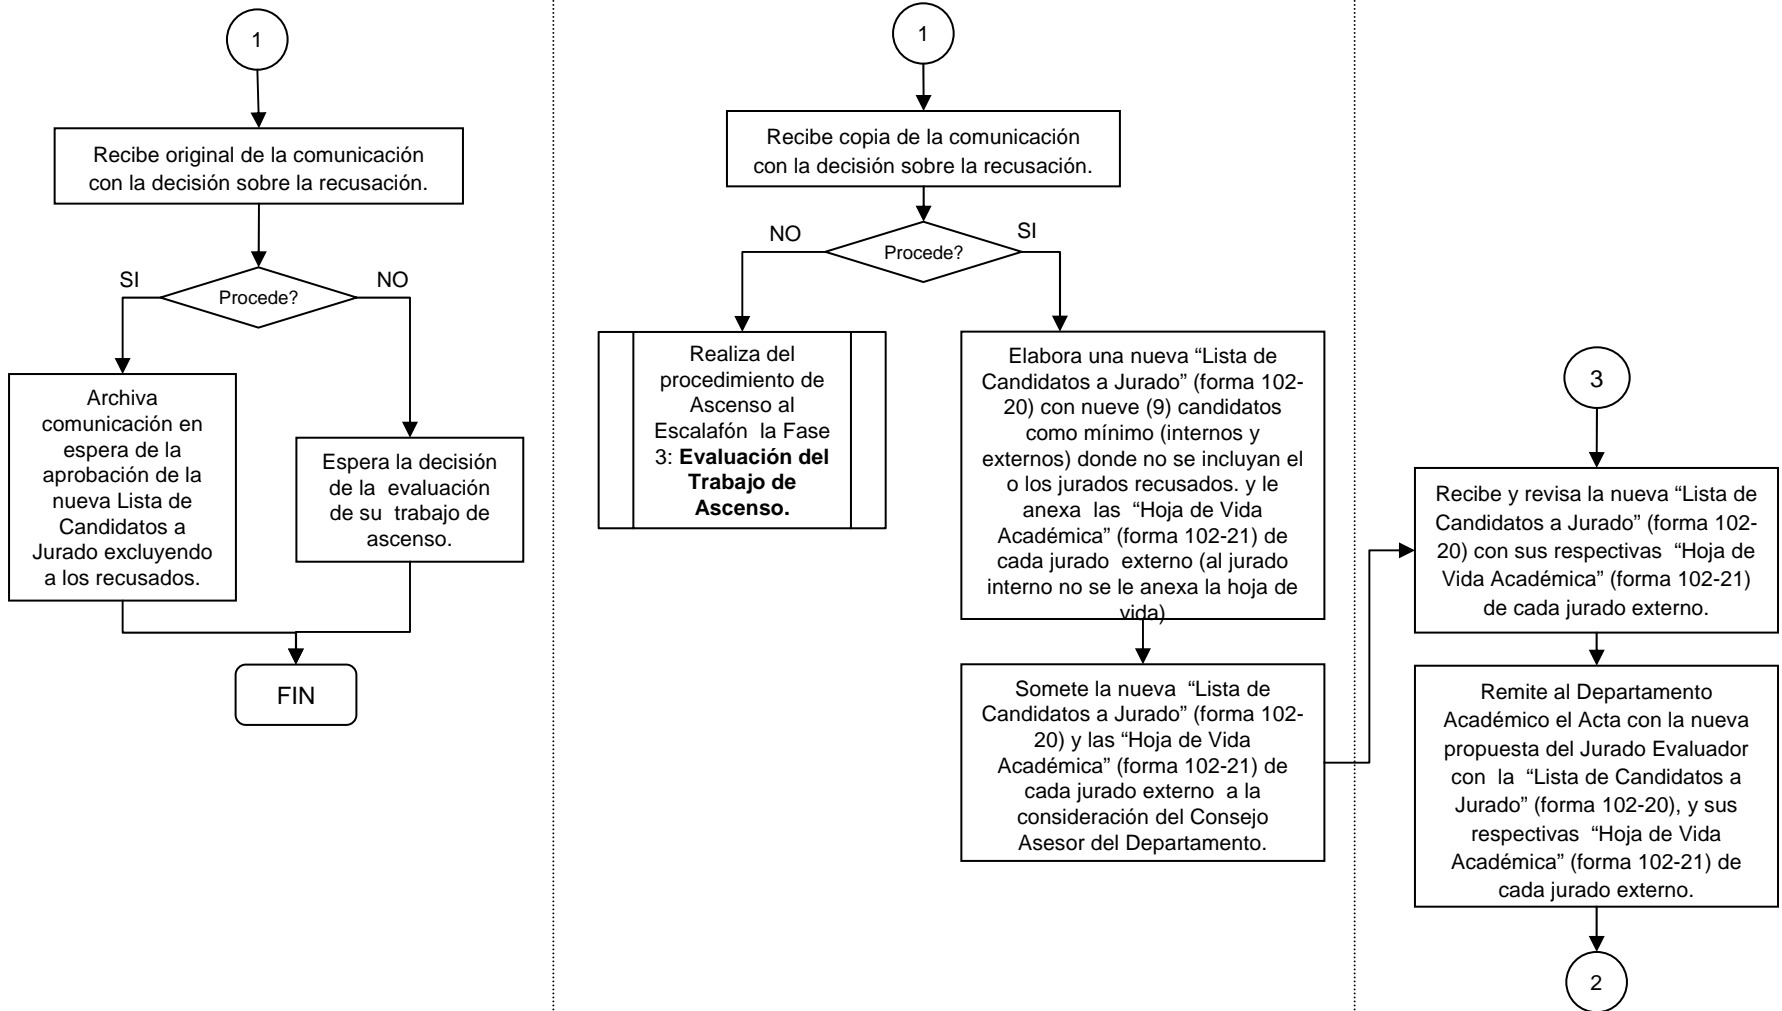 1
Recibe original de la comunicación
con la decisión sobre la recusación.
Procede?
SI
NO
Archiva
comunicación en
espera de la
aprobación de la
nueva Lista de
Candidatos a
Jurado excluyendo
a los recusados.
Espera la decisión
de la evaluación
de su trabajo de
ascenso.
FIN
1
Recibe copia de la comunicación
con la decisión sobre la recusación.
Procede?
NO
SI
Realiza del
procedimiento de
Ascenso al
Escalafón la Fase
3: Evaluación del
Trabajo de
Ascenso.
Elabora una nueva “Lista de
Candidatos a Jurado” (forma 102-
20) con nueve (9) candidatos
como mínimo (internos y
externos) donde no se incluyan el
o los jurados recusados. y le
anexa las “Hoja de Vida
Académica” (forma 102-21) de
cada jurado externo (al jurado
interno no se le anexa la hoja de
vida)
Somete la nueva “Lista de
Candidatos a Jurado” (forma 102-
20) y las “Hoja de Vida
Académica” (forma 102-21) de
cada jurado externo a la
consideración del Consejo
Asesor del Departamento.
3
Recibe y revisa la nueva “Lista de
Candidatos a Jurado” (forma 102-
20) con sus respectivas “Hoja de
Vida Académica” (forma 102-21)
de cada jurado externo.
Remite al Departamento
Académico el Acta con la nueva
propuesta del Jurado Evaluador
con la “Lista de Candidatos a
Jurado” (forma 102-20), y sus
respectivas “Hoja de Vida
Académica” (forma 102-21) de
cada jurado externo.
2